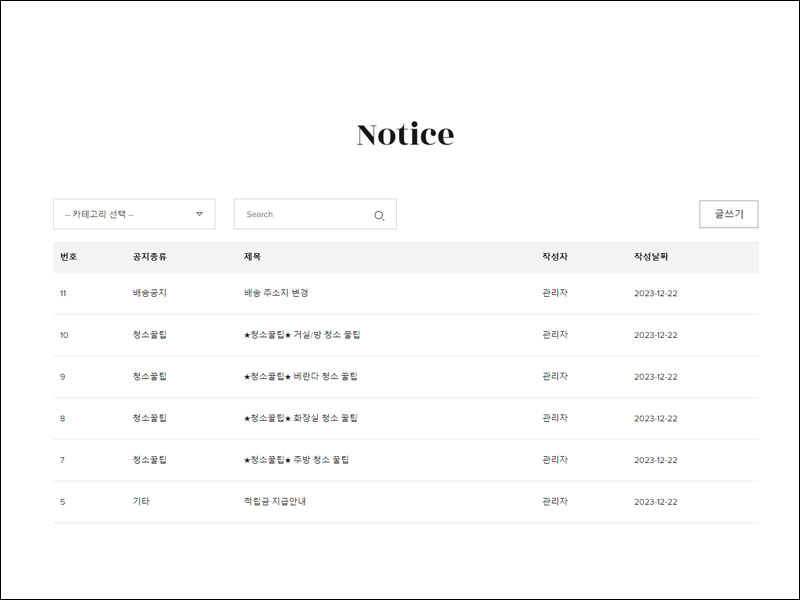 Notice
-- 카테고리 선택 -- Search 글쓰기
번호 공지종류 제목 작성자 작성날짜
11 배송공지 배송 주소지 변경 관리자 2023-12-22
10 청소꿀팁 ★청소꿀팁★ 거실/방 청소 꿀팁 관리자 2023-12-22
9 청소꿀팁 ★청소꿀팁★ 베란다 청소 꿀팁 관리자 2023-12-22
8 청소꿀팁 ★청소꿀팁★ 화장실 청소 꿀팁 관리자 2023-12-22
7 청소꿀팁 ★청소꿀팁★ 주방 청소 꿀팁 관리자 2023-12-22
5 기타 적립금 지급안내 관리자 2023-12-22